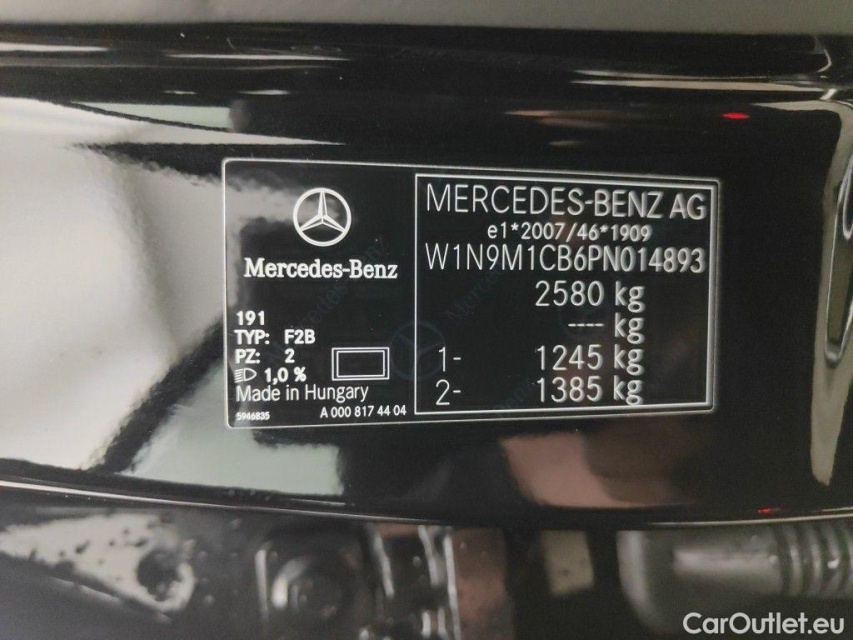 Mercedes-Benz
191
TYP: F2B
PZ: 2
1,0 %
Made in Hungary
5946835 A 000 817 44 04
MERCEDES-BENZ AG
e1*2007/46*1909
W1N9M1CB6PN014893
2580 kg
---- kg
1- 1245 kg
2- 1385 kg
CarOutlet.eu